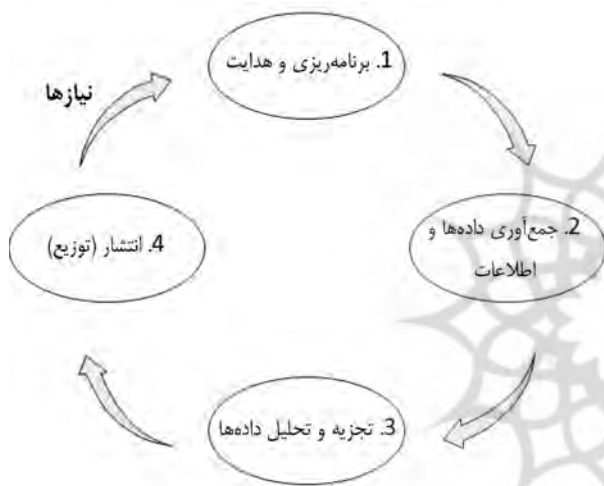 1. برنامه‌ریزی و هدایت
نیازها
2. جمع‌آوری داده‌ها و
اطلاعات
3. تجزیه و تحلیل داده‌ها
4. انتشار (توزیع)